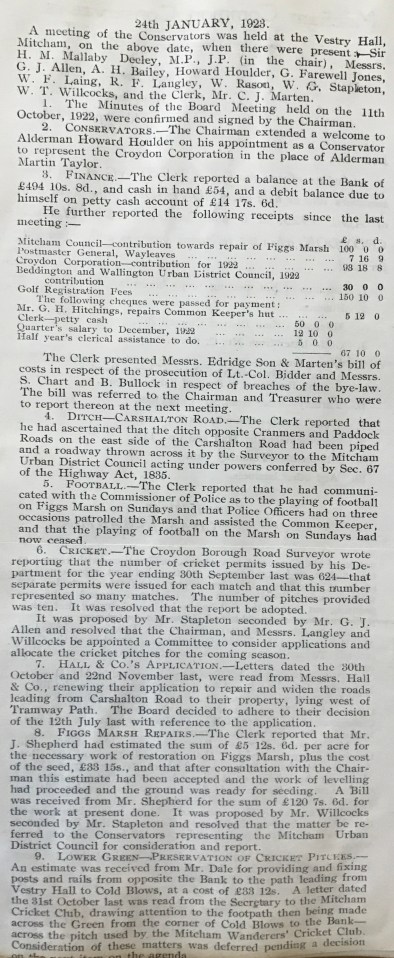 24th JANUARY, 1923.
A meeting of the Conservators was held at the Vestry Hall,
Mitcham, on the above date, when there were present :—Sir
H. M. Mallaby Deeley, M.P., J.P. (in the chair), Messrs.
G. J. Allen, A. H. Bailey, Howard Houlder, G. Farewell Jones,
W. F. Laing, R. F. Langley, W. Rason, W. G. Stapleton,
W. T. Willcocks, and the Clerk, Mr. C. J. Marten.
1. The Minutes of the Board Meeting held on the 11th
October, 1922, were confirmed and signed by the Chairman.
2. CONSERVATORS.—The Chairman extended a welcome to
Alderman Howard Houlder on his appointment as a Conservator
to represent the Croydon Corporation in the place of Alderman
Martin Taylor.
3. FINANCE.—The Clerk reported a balance at the Bank of
£494 10s. 8d., and cash in hand £54, and a debit balance due to
himself on petty cash account of £14 17s. 6d.
He further reported the following receipts since the last
meeting :—
£ s. d.
Mitcham Council—contribution towards repair of Figgs Marsh 100 0 0
Postmaster General, Wayleaves ... 7 16 9
Croydon Corporation—contribution for 1922 ... 93 18 8
Beddington and Wallington Urban District Council, 1922
contribution ... 30 0 0
Golf Registration Fees ... 150 10 0
The following cheques were passed for payment :
Mr. G. H. Hitchings, repairs Common Keeper's hut ... 5 12 0
Clerk—petty cash ... 50 0 0
Quarter's salary to December, 1922 ... 12 10 0
Half year's clerical assistance to do. ... 5 0 0
67 10 0
The Clerk presented Messrs. Edridge Son & Marten's bill of
costs in respect of the prosecution of Lt.-Col. Bidder and Messrs.
S. Chart and B. Bullock in respect of breaches of the bye-law.
The bill was referred to the Chairman and Treasurer who were
to report thereon at the next meeting.
4. DITCH—CARSHALTON ROAD.—The Clerk reported that
he had ascertained that the ditch opposite Cranmers and Paddock
Roads on the east side of the Carshalton Road had been piped
and a roadway thrown across it by the Surveyor to the Mitcham
Urban District Council acting under powers conferred by Sec. 67
of the Highway Act, 1835.
5. FOOTBALL.—The Clerk reported that he had communi-
cated with the Commissioner of Police as to the playing of football
on Figgs Marsh on Sundays and that Police Officers had on three
occasions patrolled the Marsh and assisted the Common Keeper,
and that the playing of football on the Marsh on Sundays had
now ceased.
6. CRICKET.—The Croydon Borough Road Surveyor wrote
reporting that the number of cricket permits issued by his De-
partment for the year ending 30th September last was 624—that
separate permits were issued for each match and that this number
represented so many matches. The number of pitches provided
was ten. It was resolved that the report be adopted.
It was proposed by Mr. Stapleton seconded by Mr. G. J.
Allen and resolved that the Chairman, and Messrs. Langley and
Willcocks be appointed a Committee to consider applications and
allocate the cricket pitches for the coming season.
7. HALL & CO.'S APPLICATION.—Letters dated the 30th
October and 22nd November last, were read from Messrs. Hall
& Co., renewing their application to repair and widen the roads
leading from Carshalton Road to their property, lying west of
Tramway Path. The Board decided to adhere to their decision
of the 12th July last with reference to the application.
8. FIGGS MARSH REPAIRS.—The Clerk reported that Mr.
J. Shepherd had estimated the sum of £5 12s. 6d. per acre for
the necessary work of restoration on Figgs Marsh, plus the cost
of the seed, £33 15s., and that after consultation with the Chair-
man this estimate had been accepted and the work of levelling
had proceeded and the ground was ready for seeding. A Bill
was received from Mr. Shepherd for the sum of £120 7s. 6d. for
the work at present done. It was proposed by Mr. Willcocks
seconded by Mr. Stapleton and resolved that the matter be re-
ferred to the Conservators representing the Mitcham Urban
District Council for consideration and report.
9. LOWER GREEN—PRESERVATION OF CRICKET PITCHES.—
An estimate was received from Mr. Dale for providing and fixing
posts and rails from opposite the Bank to the path leading from
Vestry Hall to Cold Blows, at a cost of £33 12s. A letter dated
the 31st October last was read from the Secretary to the Mitcham
Cricket Club, drawing attention to the footpath then being made
across the Green from the corner of Cold Blows to the Bank—
across the pitch used by the Mitcham Wanderers' Cricket Club.
Consideration of these matters was deferred pending a decision
on the next item on the agenda